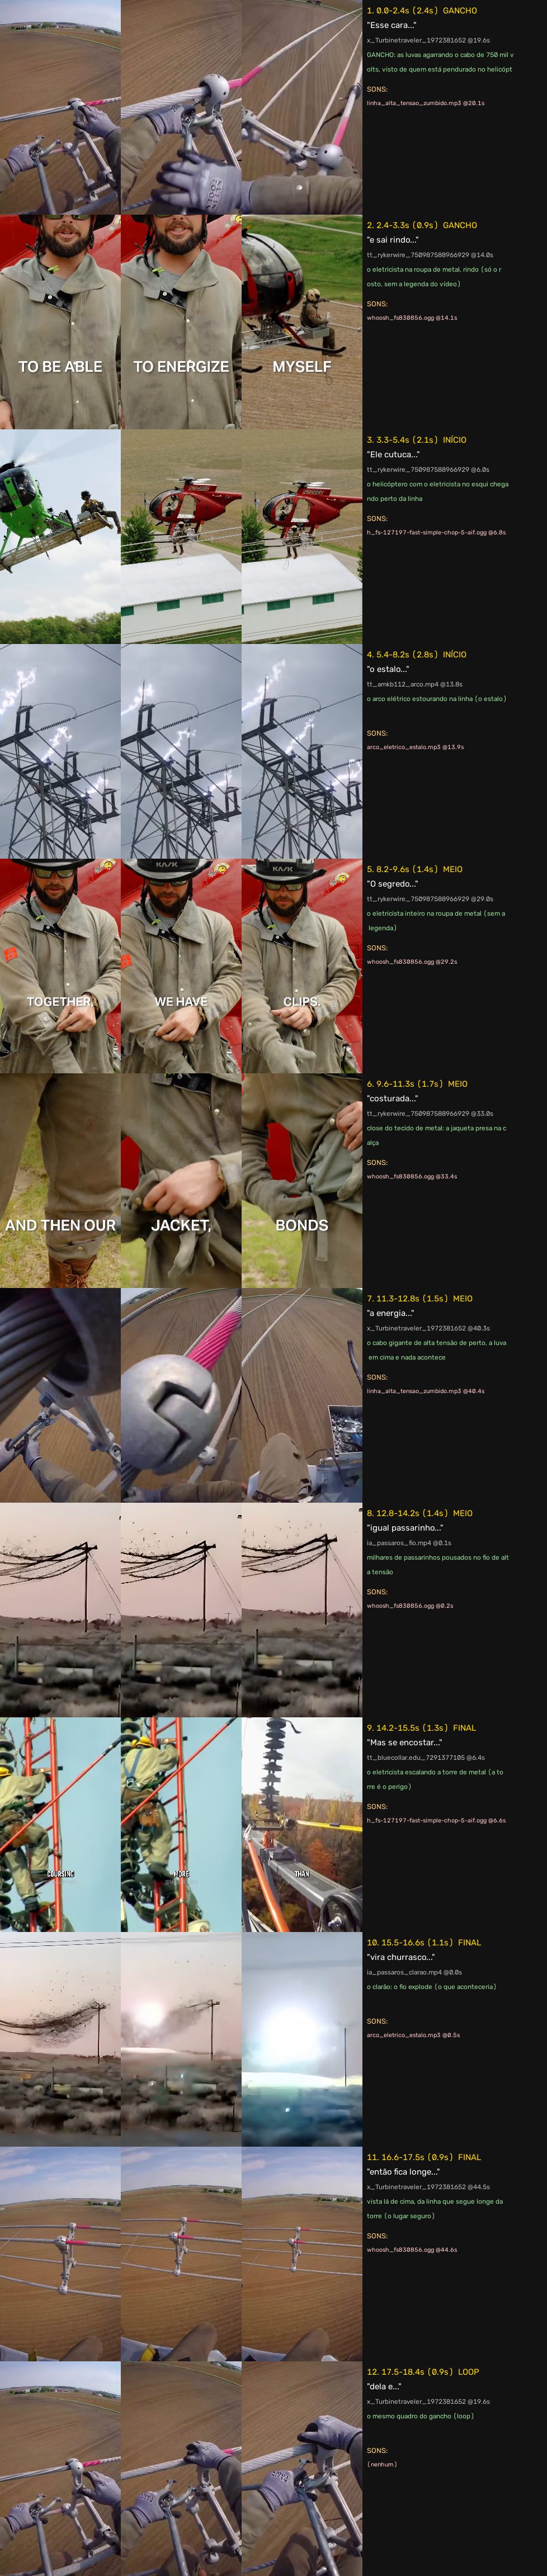 1. 0.0-2.4s (2.4s) GANCHO
"Esse cara..."
x_Turbinetraveler_1972381652 @19.6s
GANCHO: as luvas agarrando o cabo de 750 mil v
olts, visto de quem está pendurado no helicópt
SONS:
linha_alta_tensao_zumbido.mp3 @20.1s
TO BE ABLE
TO ENERGIZE
MYSELF
2. 2.4-3.3s (0.9s) GANCHO
"e sai rindo..."
tt_rykerwire_750987588966929 @14.0s
o eletricista na roupa de metal, rindo (só o r
osto, sem a legenda do vídeo)
SONS:
whoosh_fs830856.ogg @14.1s
3. 3.3-5.4s (2.1s) INÍCIO
"Ele cutuca..."
tt_rykerwire_750987588966929 @6.0s
o helicóptero com o eletricista no esqui chega
ndo perto da linha
SONS:
h_fs-127197-fast-simple-chop-5-aif.ogg @6.8s
4. 5.4-8.2s (2.8s) INÍCIO
"o estalo..."
tt_amkb112_arco.mp4 @13.8s
o arco elétrico estourando na linha (o estalo)
SONS:
arco_eletrico_estalo.mp3 @13.9s
KASK
TOGETHER,
WE HAVE
CLIPS.
5. 8.2-9.6s (1.4s) MEIO
"O segredo..."
tt_rykerwire_750987588966929 @29.0s
o eletricista inteiro na roupa de metal (sem a
legenda)
SONS:
whoosh_fs830856.ogg @29.2s
AND THEN OUR
JACKET,
BONDS
6. 9.6-11.3s (1.7s) MEIO
"costurada..."
tt_rykerwire_750987588966929 @33.0s
close do tecido de metal: a jaqueta presa na c
alça
SONS:
whoosh_fs830856.ogg @33.4s
7. 11.3-12.8s (1.5s) MEIO
"a energia..."
x_Turbinetraveler_1972381652 @40.3s
o cabo gigante de alta tensão de perto, a luva
em cima e nada acontece
SONS:
linha_alta_tensao_zumbido.mp3 @40.4s
8. 12.8-14.2s (1.4s) MEIO
"igual passarinho..."
ia_passaros_fio.mp4 @0.1s
milhares de passarinhos pousados no fio de alt
a tensão
SONS:
whoosh_fs830856.ogg @0.2s
COURSING
MORE
THAN
9. 14.2-15.5s (1.3s) FINAL
"Mas se encostar..."
tt_bluecollar.edu_7291377105 @6.4s
o eletricista escalando a torre de metal (a to
rre é o perigo)
SONS:
h_fs-127197-fast-simple-chop-5-aif.ogg @6.6s
10. 15.5-16.6s (1.1s) FINAL
"vira churrasco..."
ia_passaros_clarao.mp4 @0.0s
o clarão: o fio explode (o que aconteceria)
SONS:
arco_eletrico_estalo.mp3 @0.5s
11. 16.6-17.5s (0.9s) FINAL
"então fica longe..."
x_Turbinetraveler_1972381652 @44.5s
vista lá de cima, da linha que segue longe da
torre (o lugar seguro)
SONS:
whoosh_fs830856.ogg @44.6s
12. 17.5-18.4s (0.9s) LOOP
"dela e..."
x_Turbinetraveler_1972381652 @19.6s
o mesmo quadro do gancho (loop)
SONS:
(nenhum)